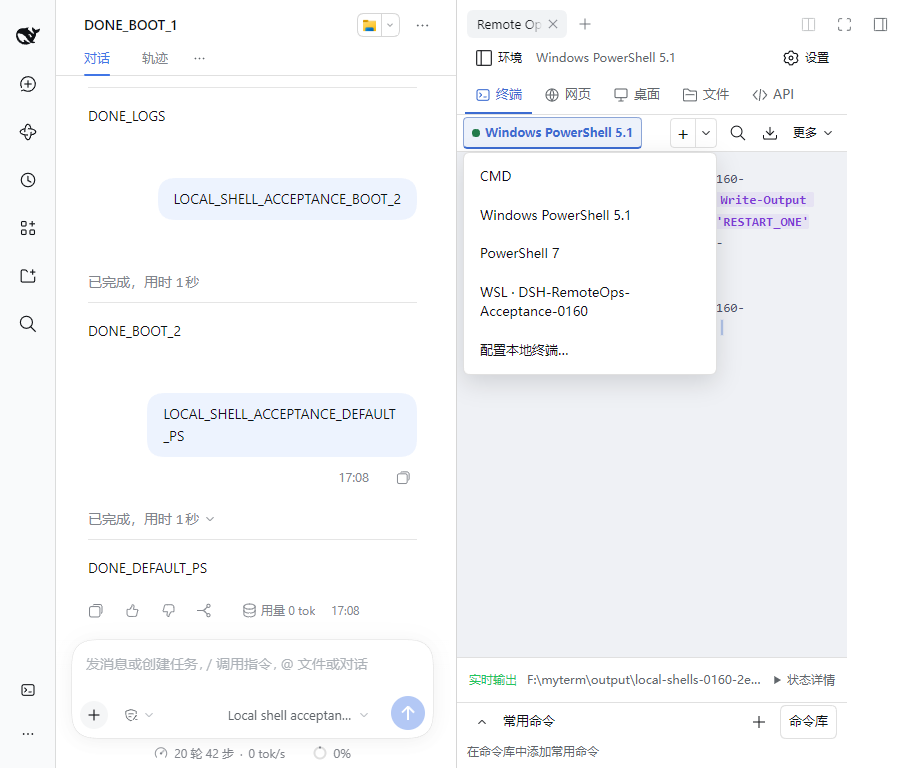 DONE_BOOT_1
对话 轨迹 ...
DONE_LOGS
LOCAL_SHELL_ACCEPTANCE_BOOT_2
已完成，用时 1 秒
DONE_BOOT_2
LOCAL_SHELL_ACCEPTANCE_DEFAULT
_PS
17:08
已完成，用时 1 秒
DONE_DEFAULT_PS
用量 0 tok 17:08
发消息或创建任务, / 调用指令, @ 文件或对话
Local shell acceptan...
20 轮 42 步 · 0 tok/s 0%
Remote Op
环境 Windows PowerShell 5.1 设置
终端 网页 桌面 文件 API
Windows PowerShell 5.1 更多
CMD
Windows PowerShell 5.1
PowerShell 7
WSL · DSH-RemoteOps-
Acceptance-0160
配置本地终端...
160-
Write-Output
'RESTART_ONE'
-
160-
实时输出 F:\myterm\output\local-shells-0160-2e... 状态详情
常用命令 命令库
在命令库中添加常用命令